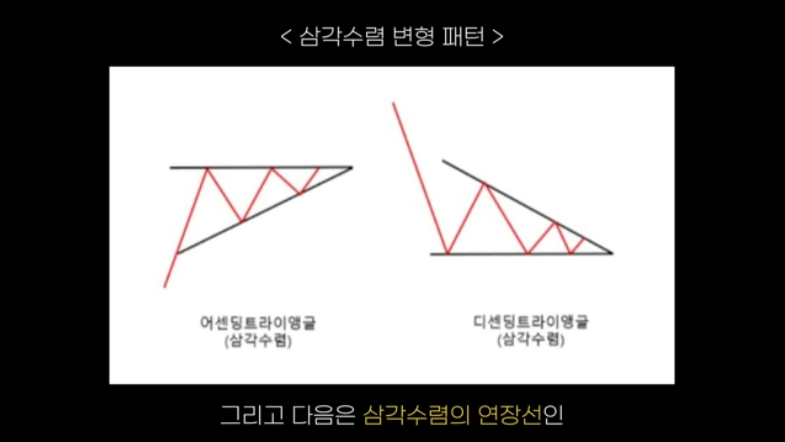 < 삼각수렴 변형 패턴 >
어센딩트라이앵글
(삼각수렴)
디센딩트라이앵글
(삼각수렴)
그리고 다음은 삼각수렴의 연장선인